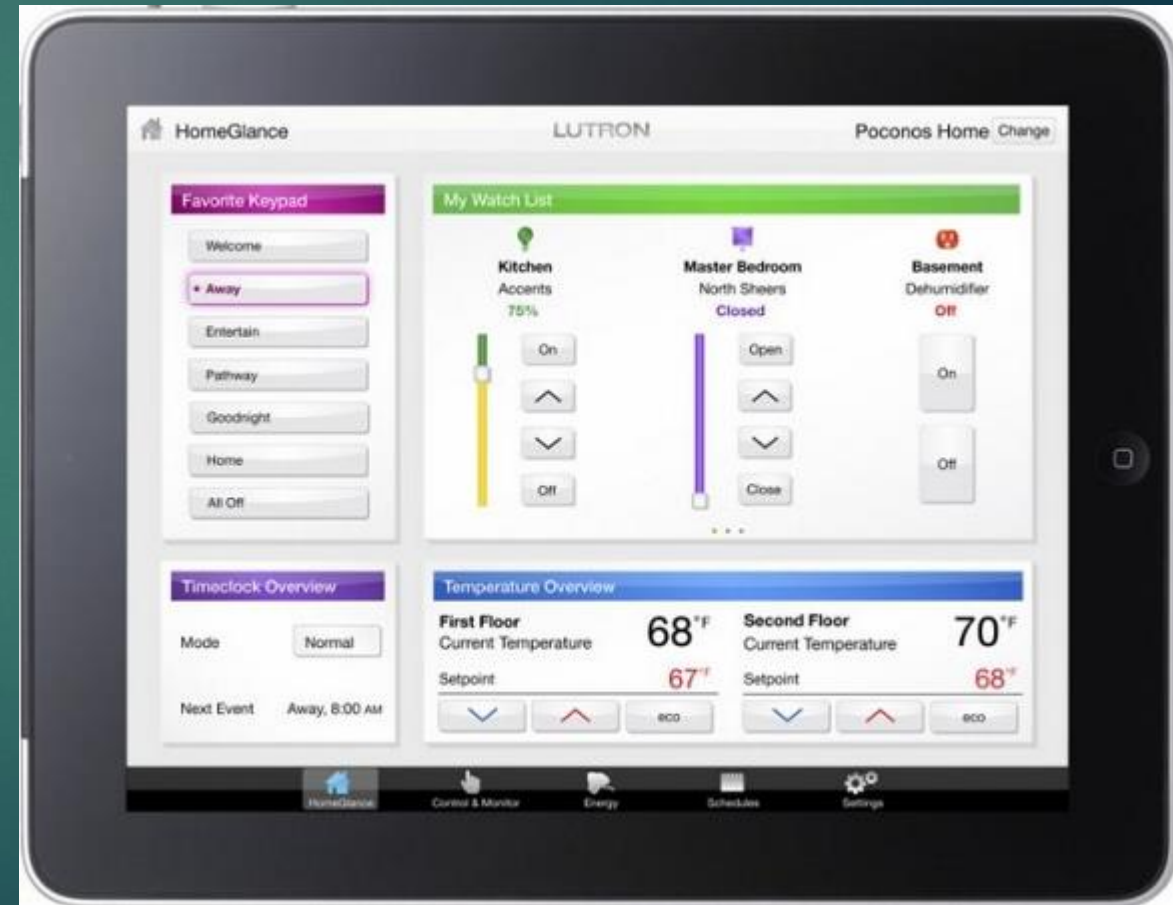 HomeGlance
LUTRON
Poconos Home Change
Favorite Keypad
Welcome
• Away
Entertain
Pathway
Goodnight
Home
All Off
My Watch List
Kitchen
Accents
75%
On
Off
Master Bedroom
North Sheers
Closed
Open
Close
Basement
Dehumidifier
Off
On
Off
Timeclock Overview
Mode Normal
Next Event Away, 8:00 AM
Temperature Overview
First Floor
Current Temperature 68°F
Setpoint 67°F
eco
Second Floor
Current Temperature 70°F
Setpoint 68°F
eco
HomeGlance Control & Monitor Energy Schedules Settings